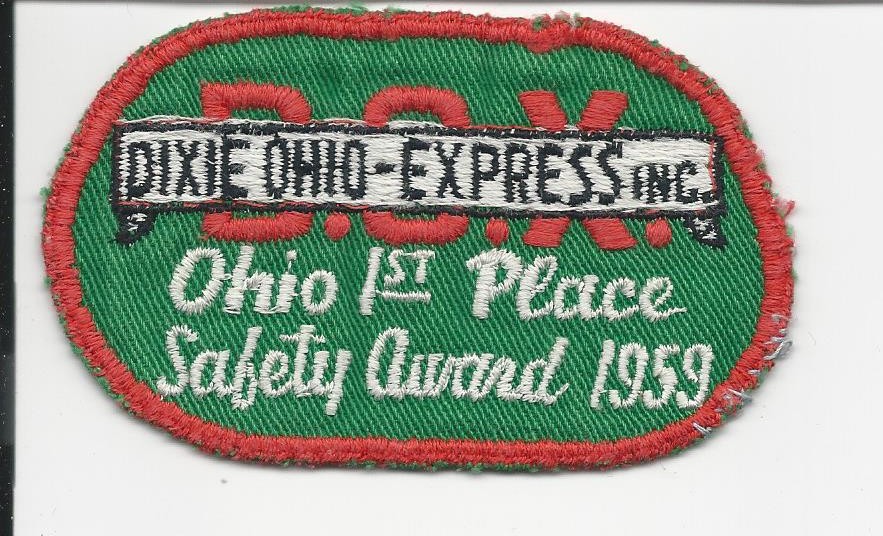 D.O.X.
DIXIE OHIO-EXPRESS INC.
Ohio 1ST Place
Safety Award 1959